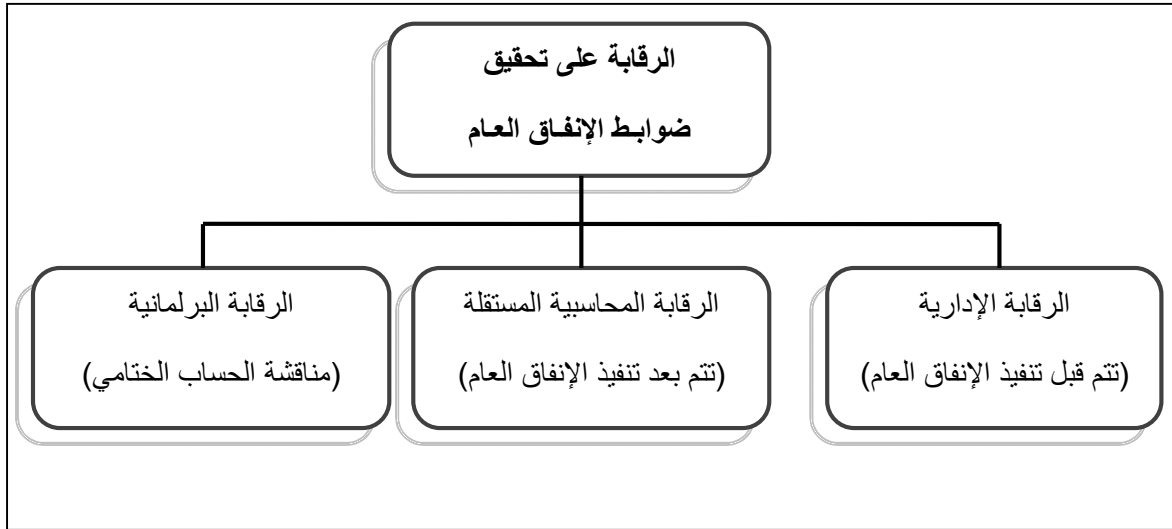 الرقابة على تحقيق
ضوابط الإنفاق العام
الرقابة الإدارية
(تتم قبل تنفيذ الإنفاق العام)
الرقابة المحاسبية المستقلة
(تتم بعد تنفيذ الإنفاق العام)
الرقابة البرلمانية
(مناقشة الحساب الختامي)